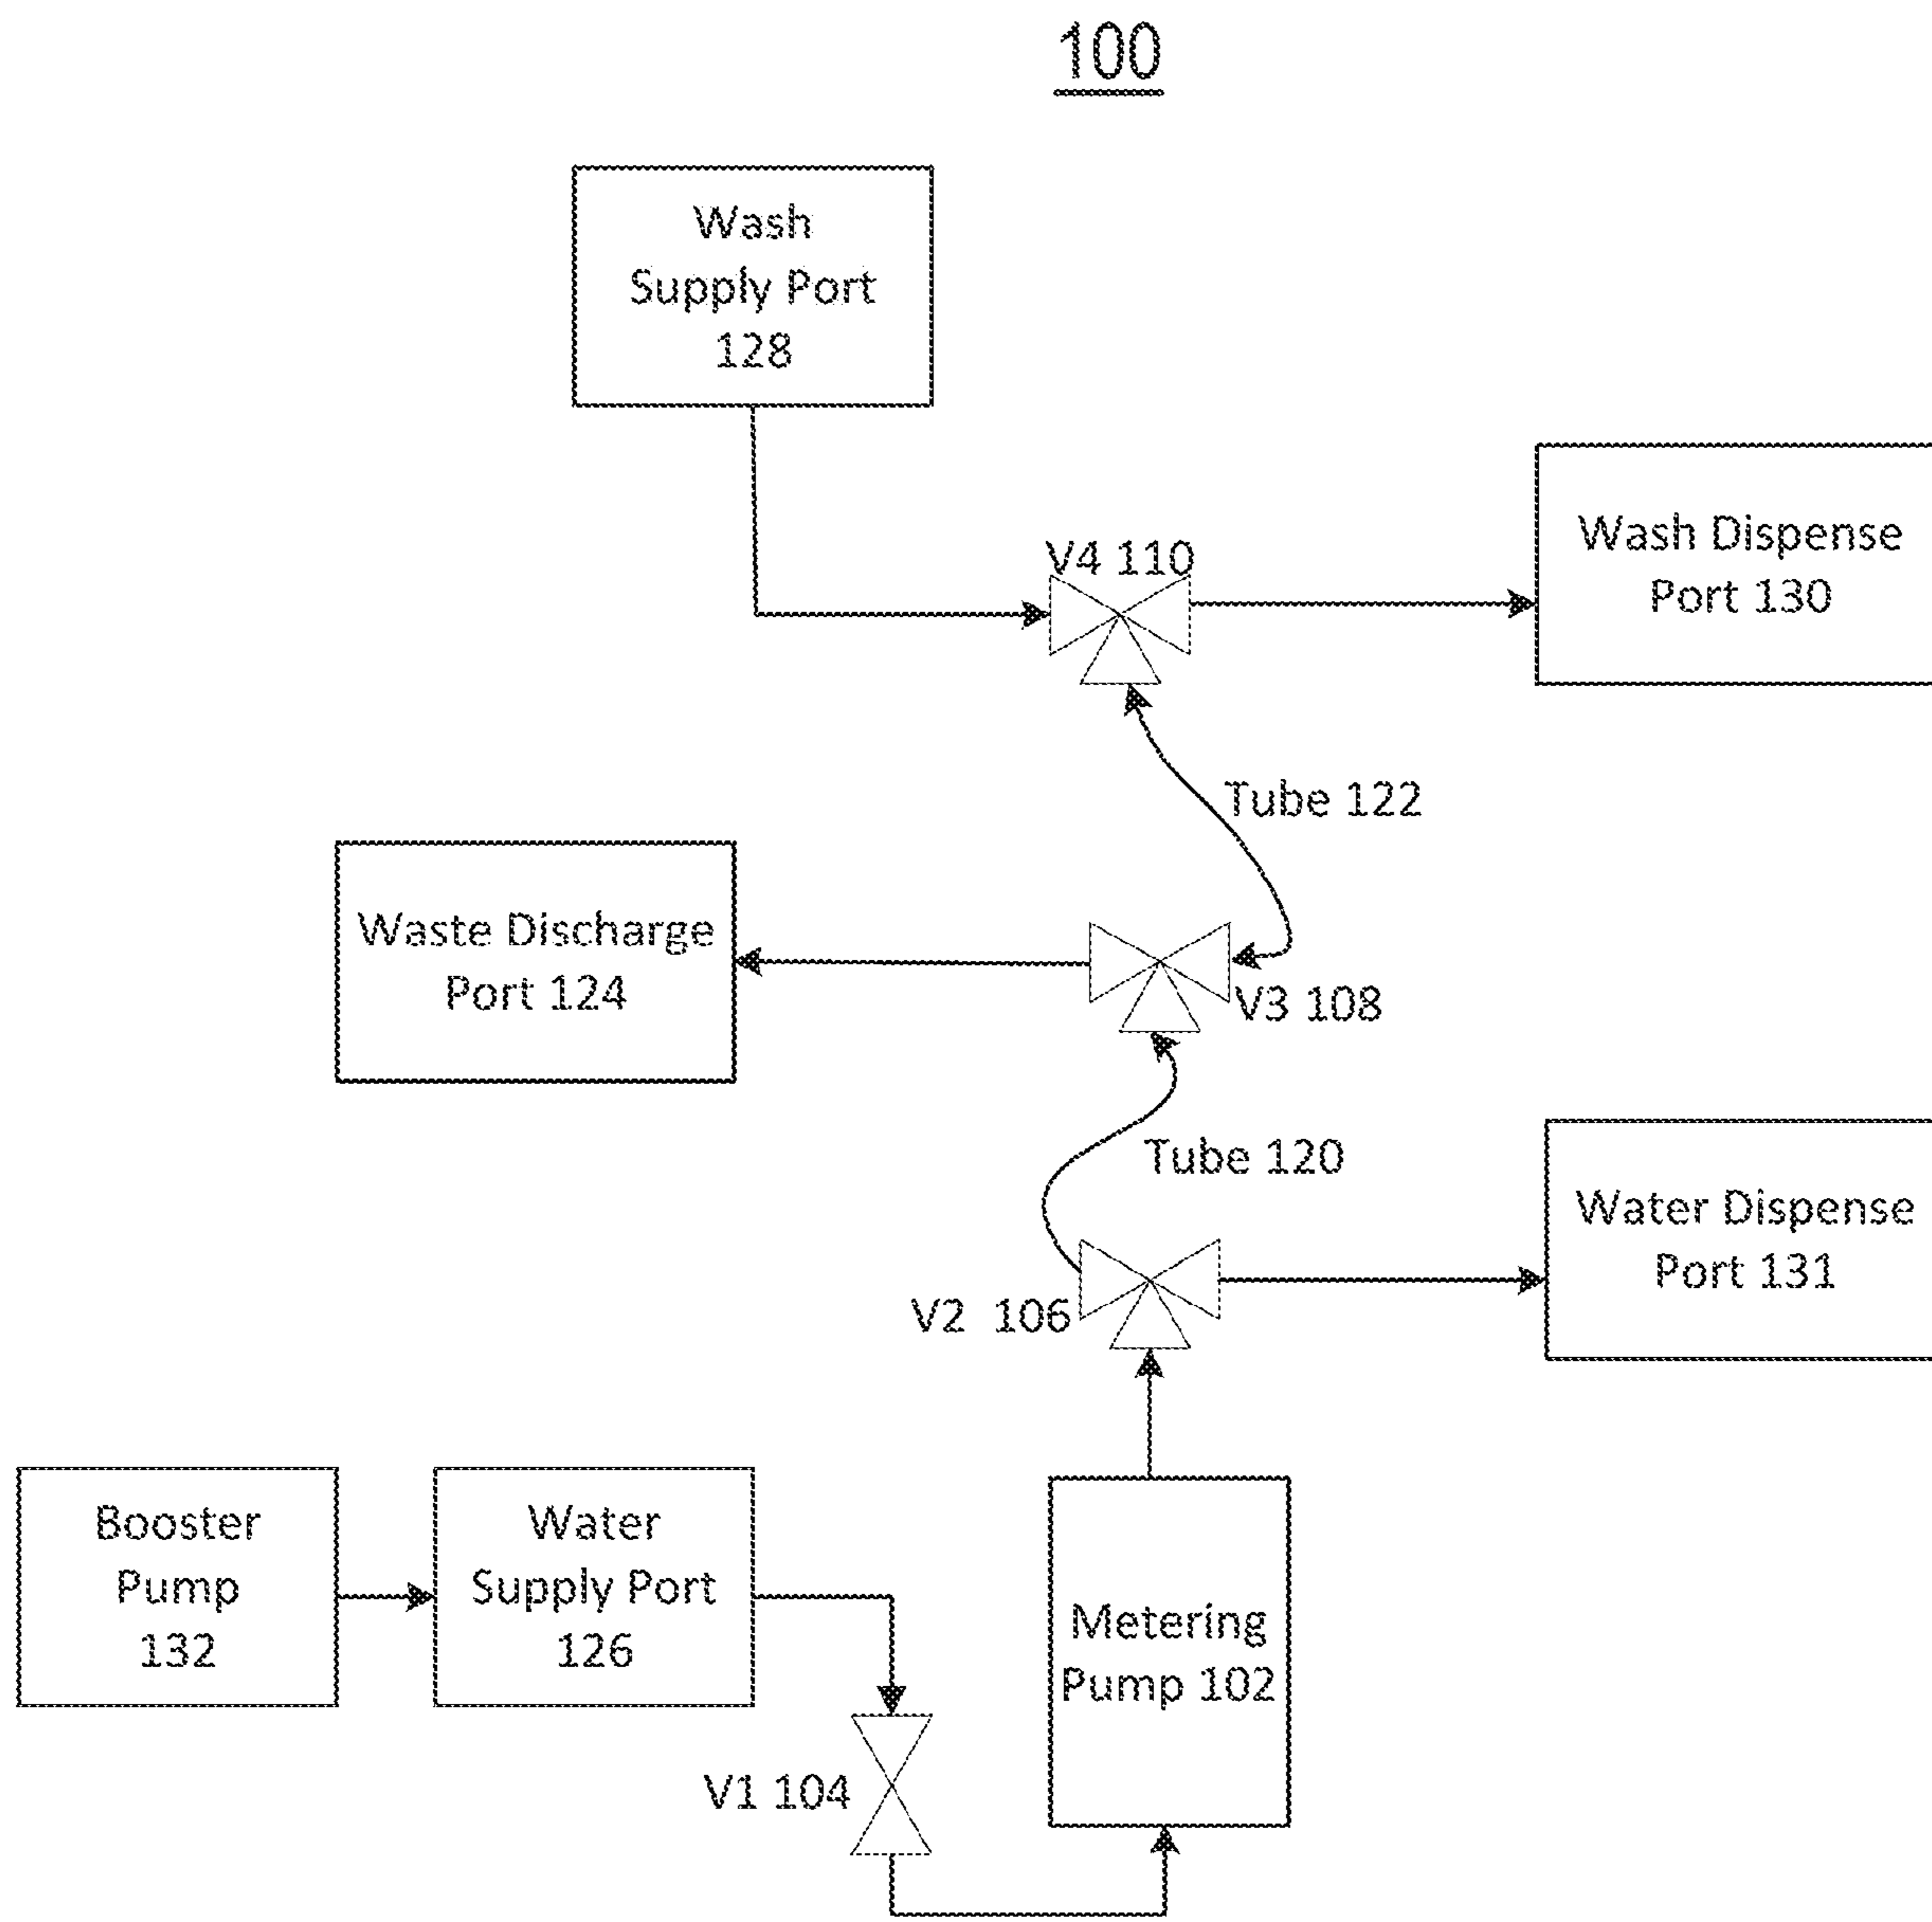 100
Wash
Supply Port
128
V4 110
Wash Dispense
Port 130
Tube 122
Waste Discharge
Port 124
V3 108
Tube 120
Water Dispense
Port 131
V2 106
Booster
Pump
132
Water
Supply Port
126
Metering
Pump 102
V1 104